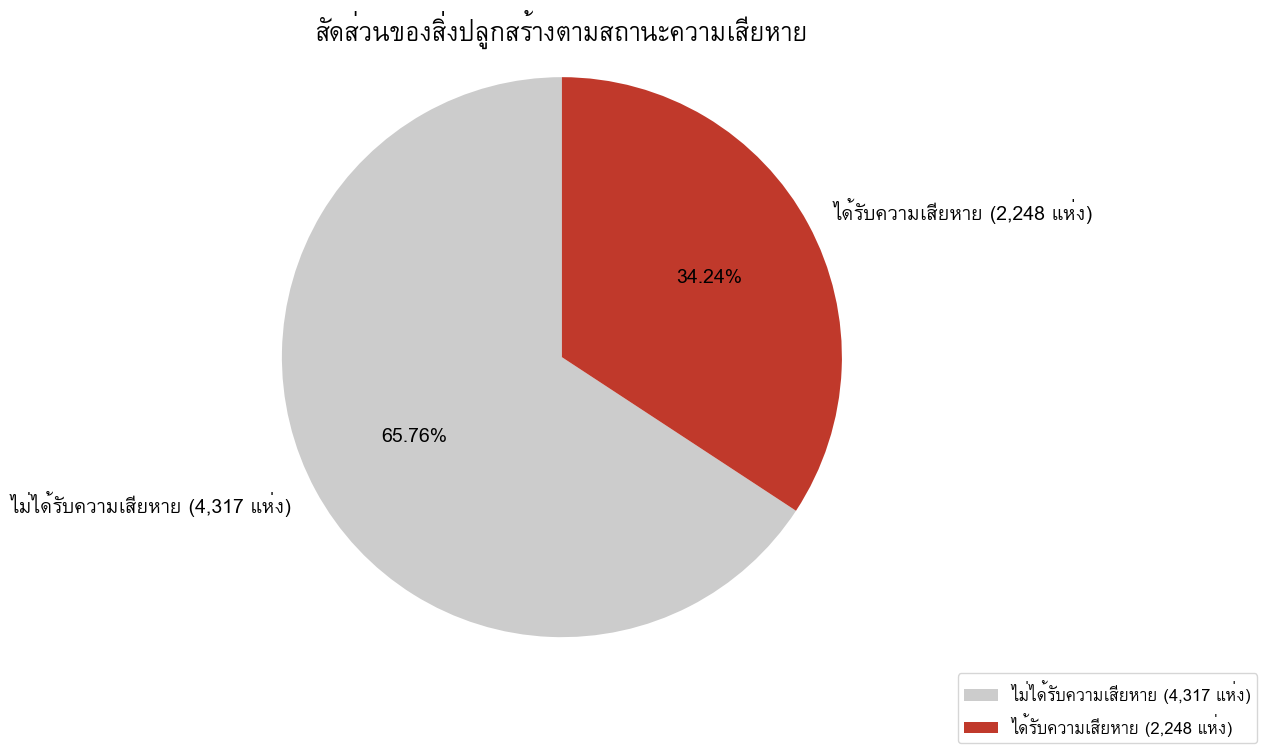 สัดส่วนของสิ่งปลูกสร้างตามสถานะความเสียหาย
ได้รับความเสียหาย (2,248 แห่ง)
34.24%
65.76%
ไม่ได้รับความเสียหาย (4,317 แห่ง)
ไม่ได้รับความเสียหาย (4,317 แห่ง)
ได้รับความเสียหาย (2,248 แห่ง)